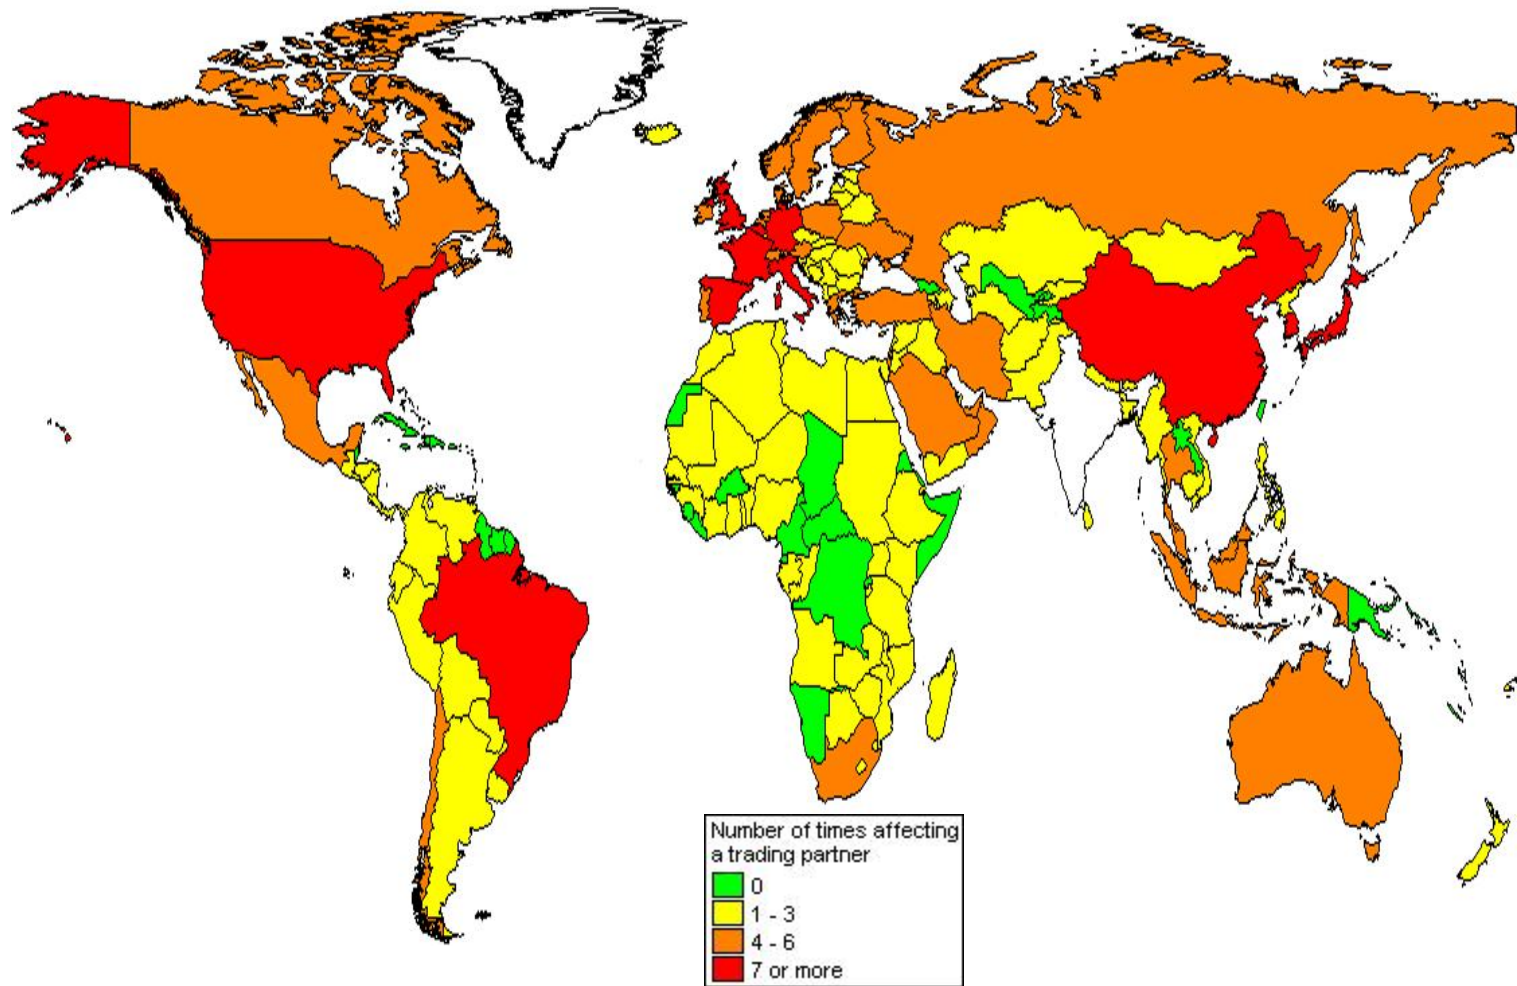 Number of times affecting
a trading partner
0
1 - 3
4 - 6
7 or more